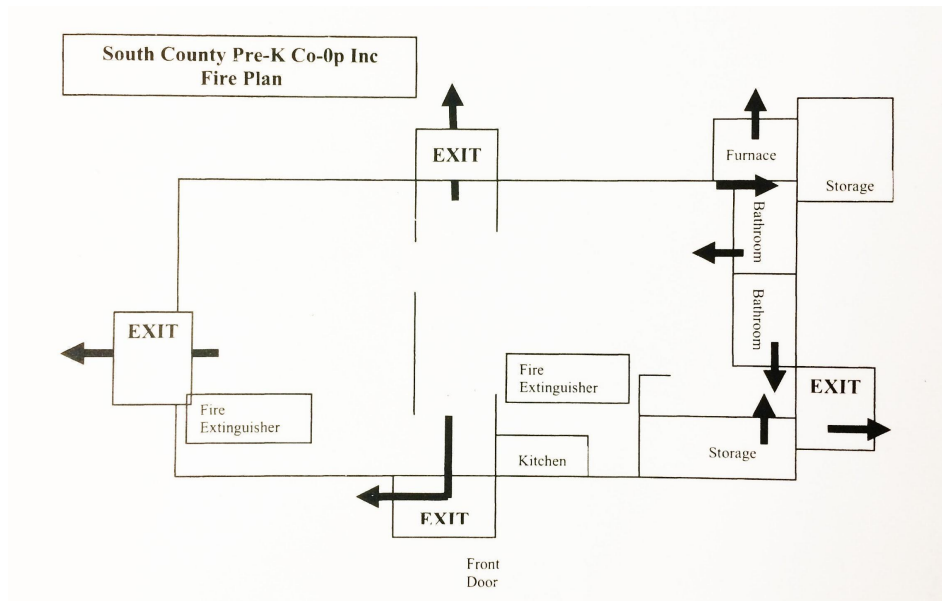 South County Pre-K Co-0p Inc
Fire Plan
EXIT
Furnace
Storage
Bathroom
Bathroom
EXIT
Fire
Extinguisher
Fire
Extinguisher
EXIT
Kitchen
Storage
EXIT
Front
Door